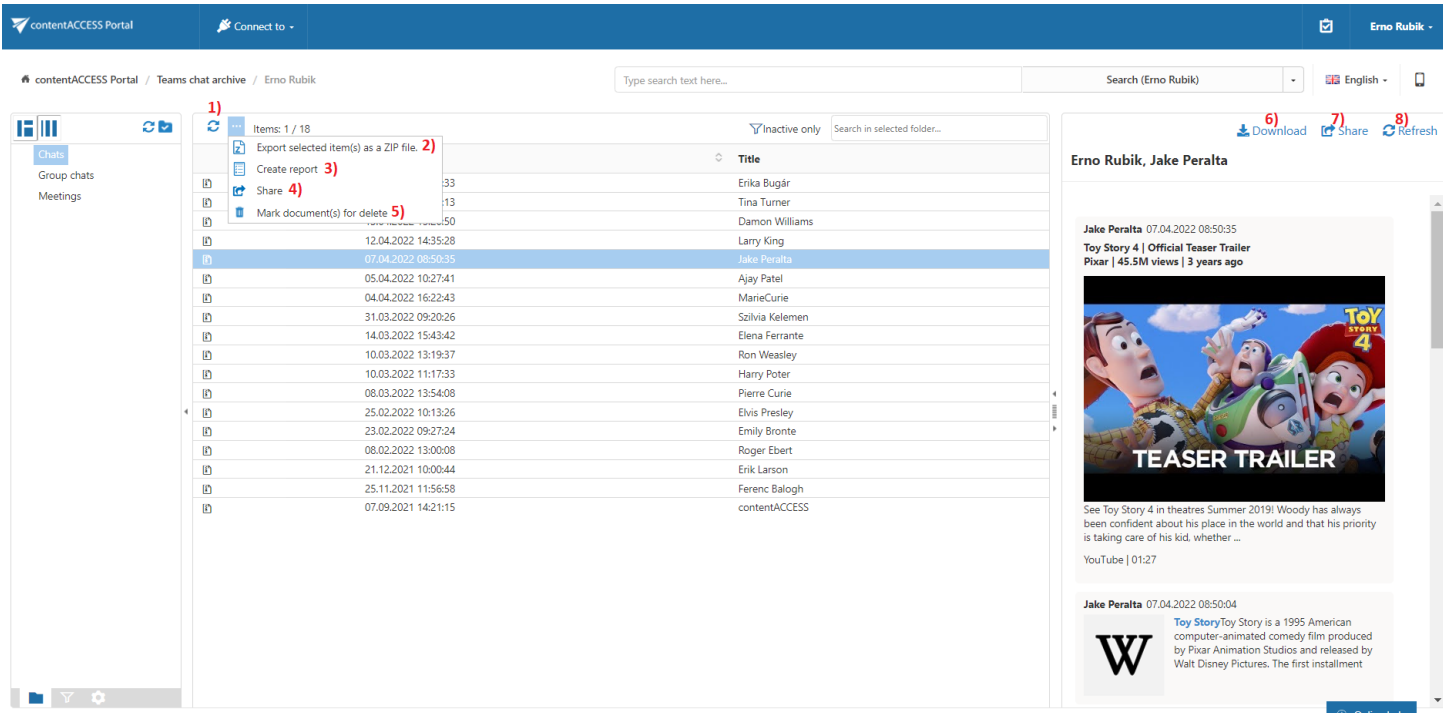 contentACCESS Portal
Connect to
Erno Rubik
contentACCESS Portal / Teams chat archive / Erno Rubik
Type search text here...
Search (Erno Rubik)
English
1)
Items: 1 / 18
Inactive only
Search in selected folder...
6)
Download
7)
Share
8)
Refresh
Chats
Group chats
Meetings
Export selected item(s) as a ZIP file. 2)
Create report 3)
Share 4)
Mark document(s) for delete 5)
Title
:33 Erika Bugár
:13 Tina Turner
:50 Damon Williams
12.04.2022 14:35:28 Larry King
07.04.2022 08:50:35 Jake Peralta
05.04.2022 10:27:41 Ajay Patel
04.04.2022 16:22:43 MarieCurie
31.03.2022 09:20:26 Szilvia Kelemen
14.03.2022 15:43:42 Elena Ferrante
10.03.2022 13:19:37 Ron Weasley
10.03.2022 11:17:33 Harry Poter
08.03.2022 13:54:08 Pierre Curie
25.02.2022 10:13:26 Elvis Presley
23.02.2022 09:27:24 Emily Bronte
08.02.2022 13:00:08 Roger Ebert
21.12.2021 10:00:44 Erik Larson
25.11.2021 11:56:58 Ferenc Balogh
07.09.2021 14:21:15 contentACCESS
Erno Rubik, Jake Peralta
Jake Peralta 07.04.2022 08:50:35
Toy Story 4 | Official Teaser Trailer
Pixar | 45.5M views | 3 years ago
TOY
STORY
4
TEASER TRAILER
See Toy Story 4 in theatres Summer 2019! Woody has always
been confident about his place in the world and that his priority
is taking care of his kid, whether ...
YouTube | 01:27
Jake Peralta 07.04.2022 08:50:04
W
Toy StoryToy Story is a 1995 American
computer-animated comedy film produced
by Pixar Animation Studios and released by
Walt Disney Pictures. The first installment